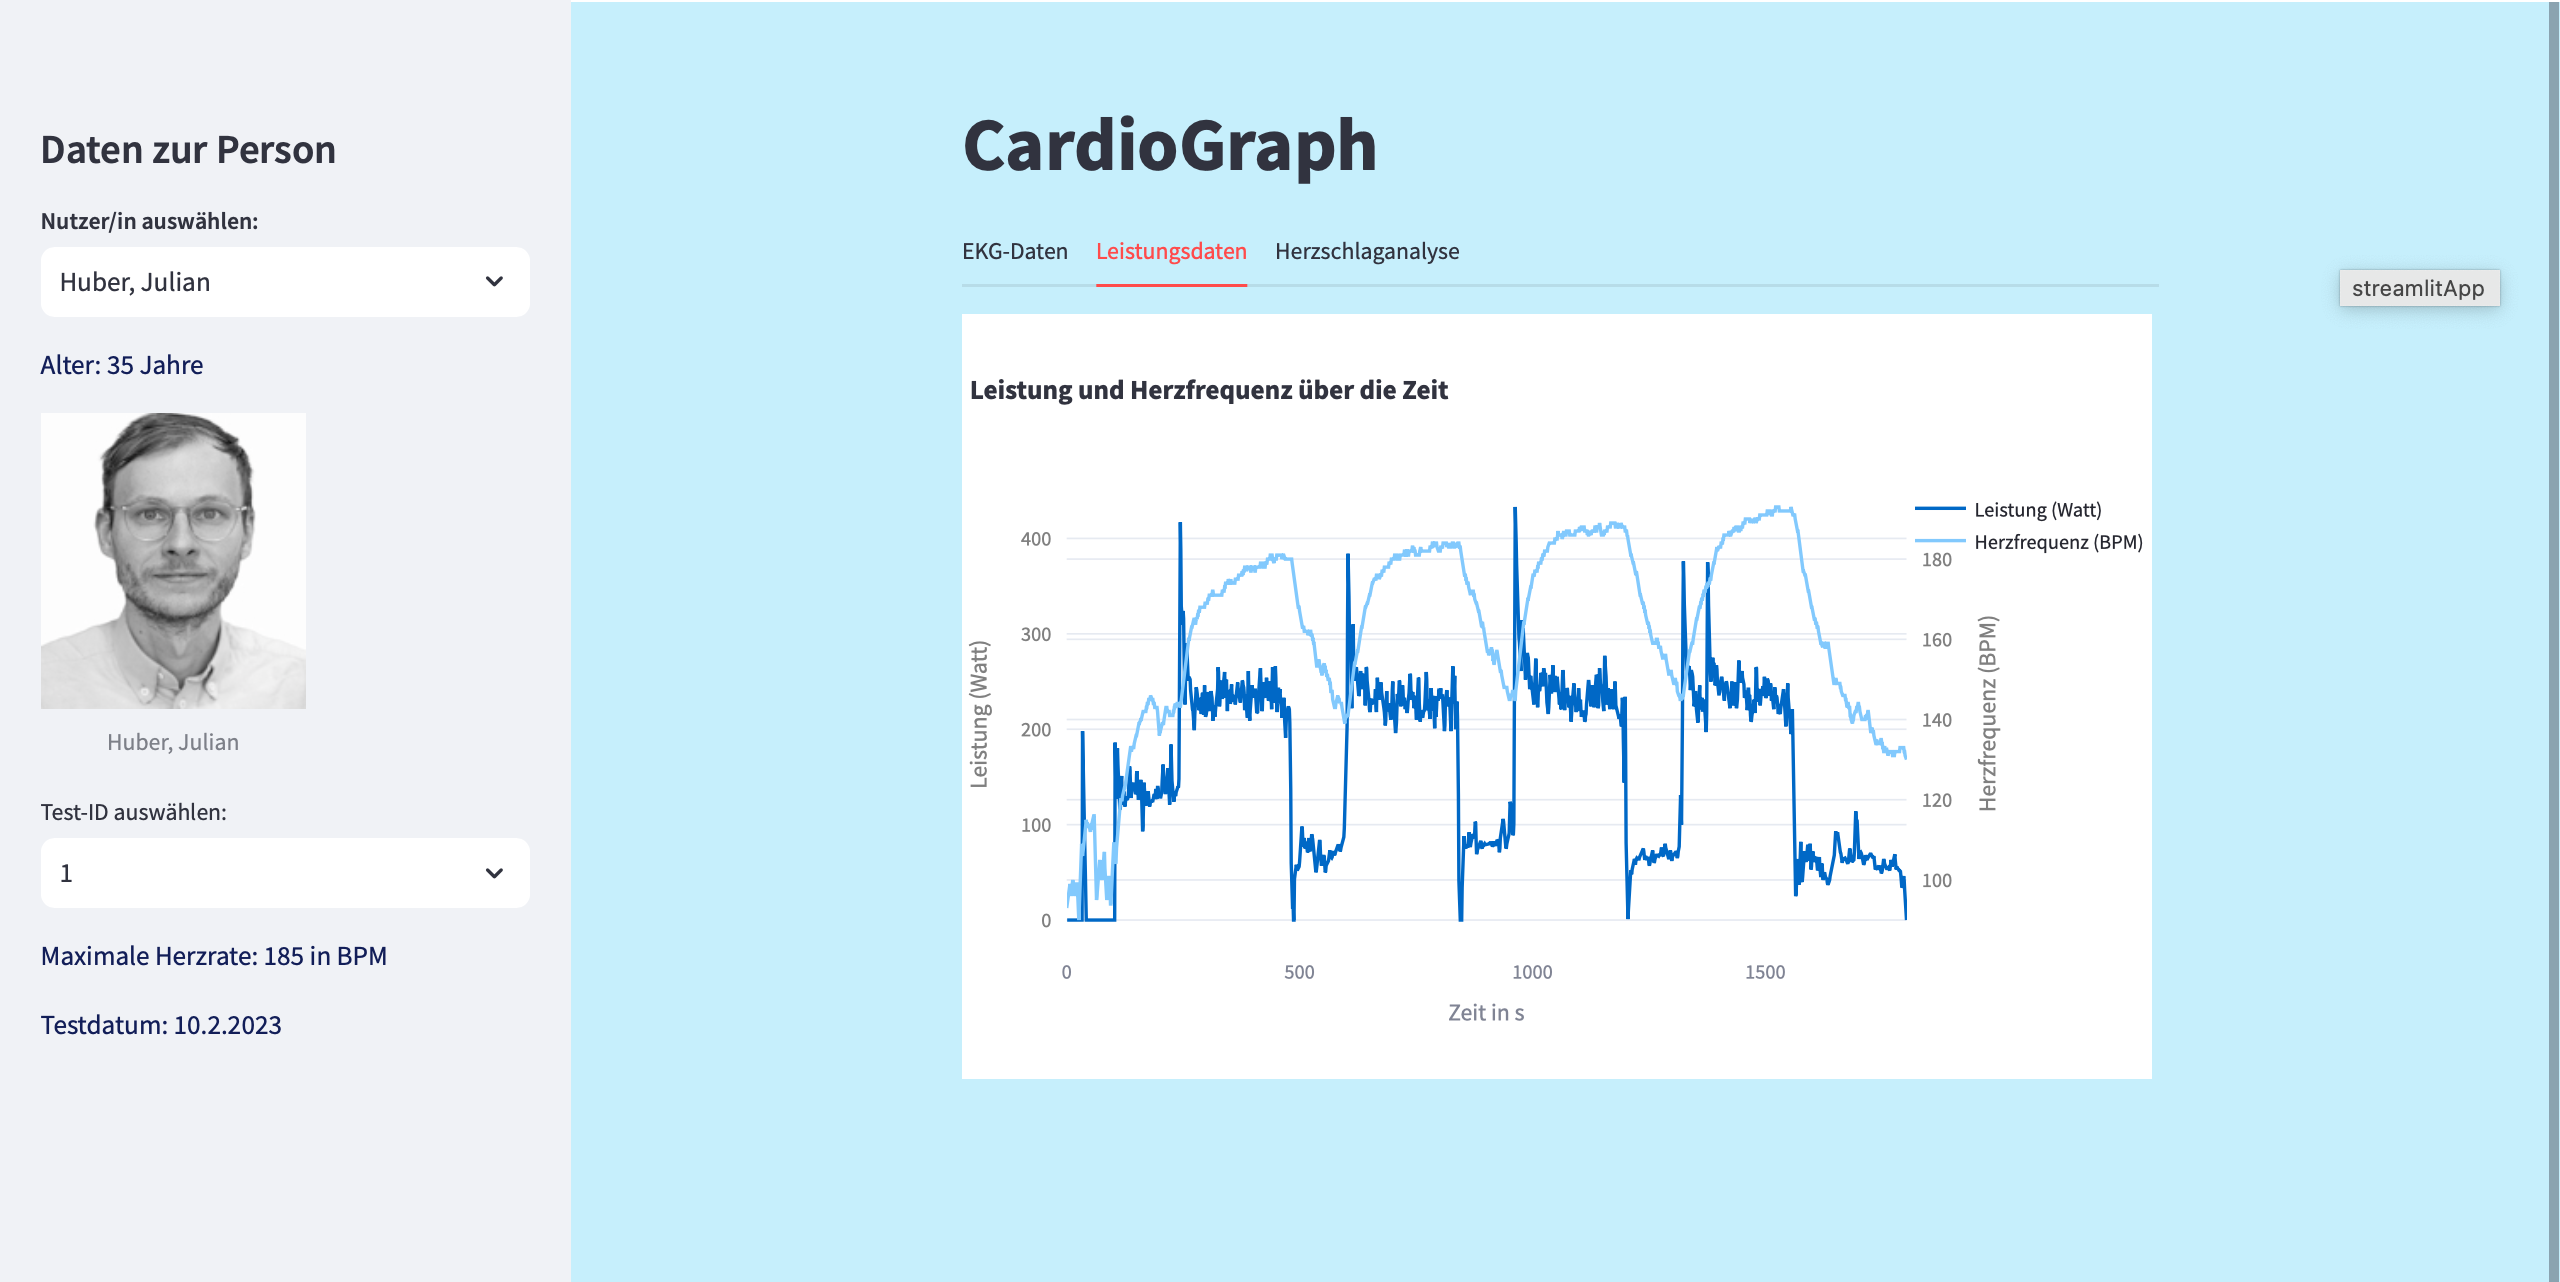 Daten zur Person
Nutzer/in auswählen:
Huber, Julian
Alter: 35 Jahre
Huber, Julian
Test-ID auswählen:
1
Maximale Herzrate: 185 in BPM
Testdatum: 10.2.2023
CardioGraph
EKG-Daten Leistungsdaten Herzschlaganalyse
streamlitApp
Leistung und Herzfrequenz über die Zeit
Leistung (Watt)
Herzfrequenz (BPM)
400
300
200
100
0
Leistung (Watt)
180
160
140
120
100
Herzfrequenz (BPM)
0 500 1000 1500
Zeit in s